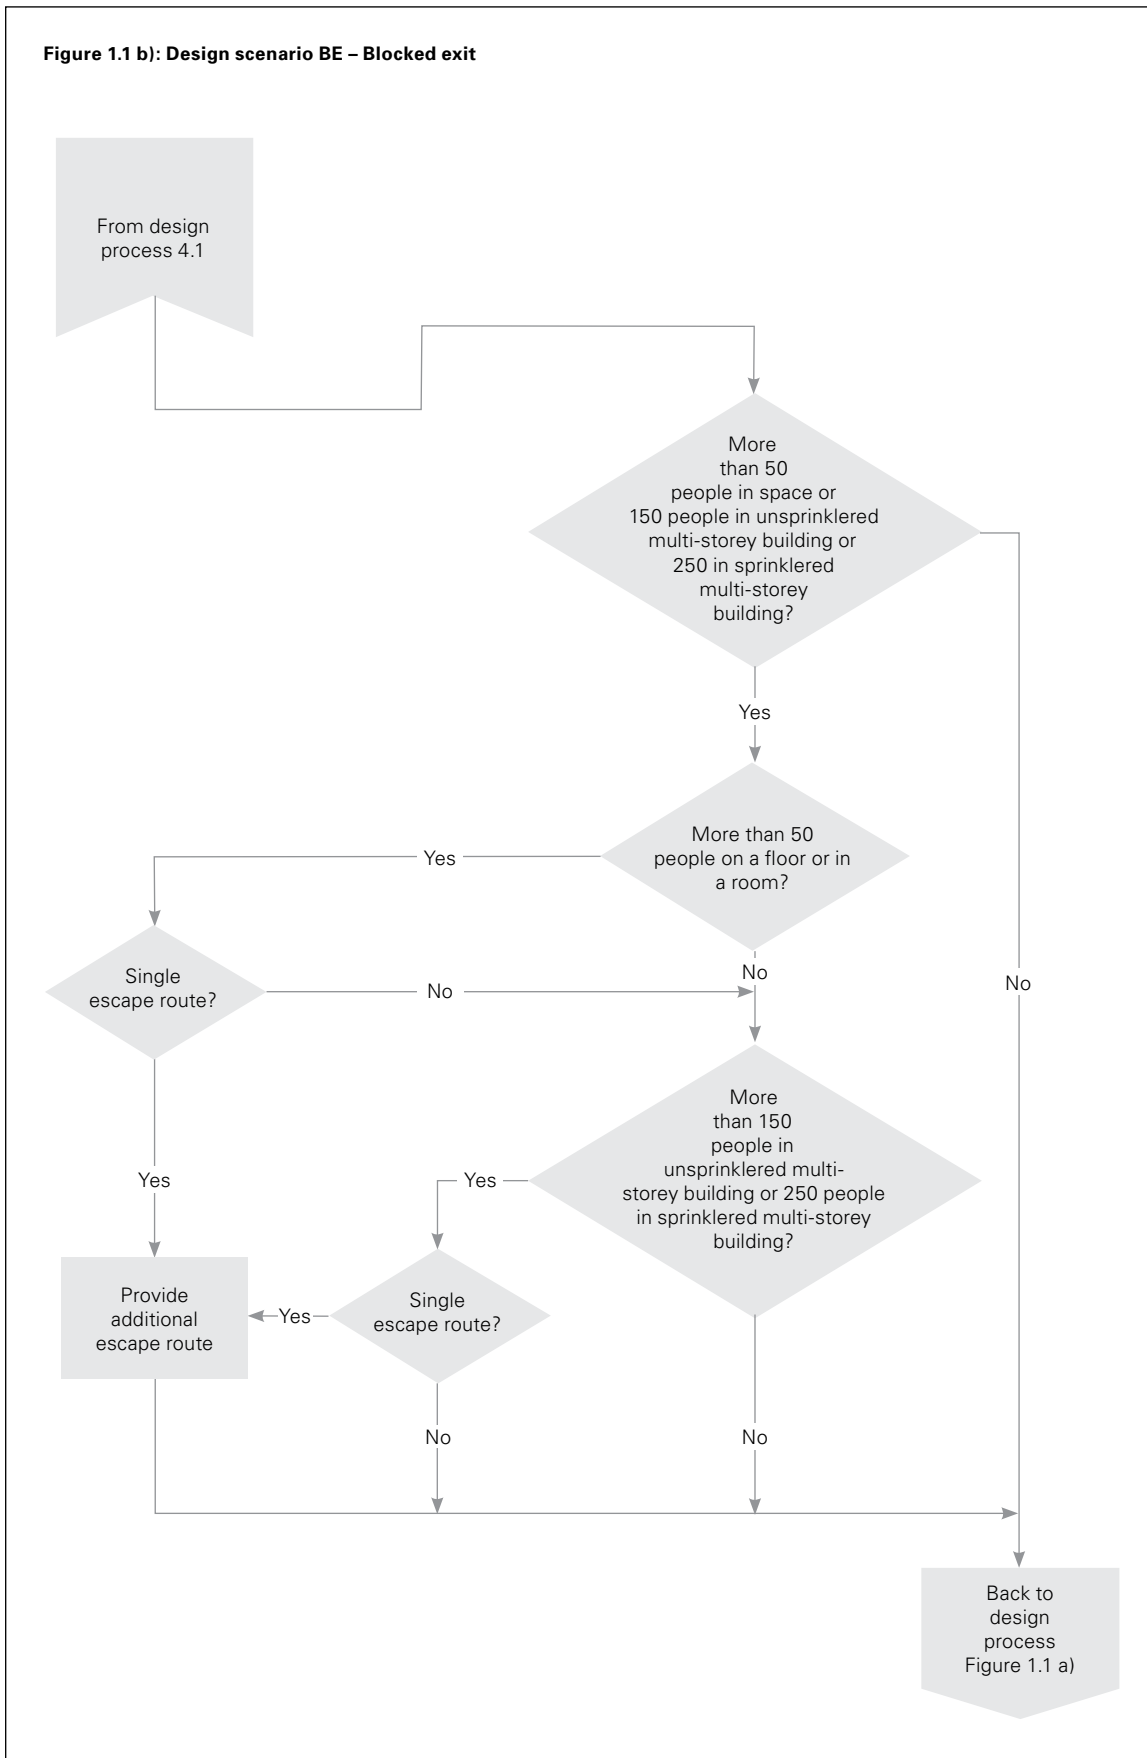 Figure 1.1 b): Design scenario BE – Blocked exit
From design
process 4.1
More
than 50
people in space or
150 people in unsprinklered
multi-storey building or
250 in sprinklered
multi-storey
building?
Yes
More than 50
people on a floor or in
a room?
Yes
Single
escape route?
No
No
No
More
than 150
people in
unsprinklered multi-
storey building or 250 people
in sprinklered multi-storey
building?
Yes
Yes
Provide
additional
escape route
Yes
Single
escape route?
No
No
Back to
design
process
Figure 1.1 a)